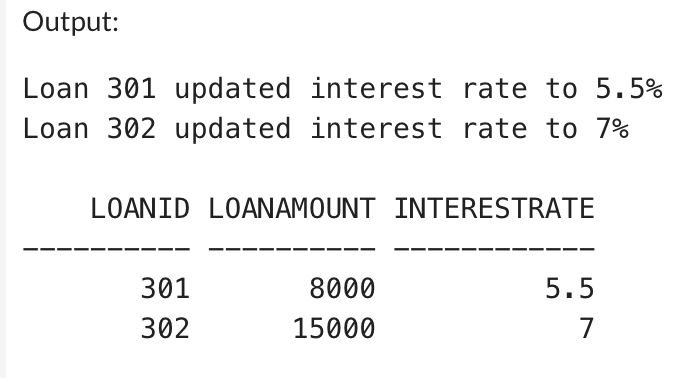 Output:
Loan 301 updated interest rate to 5.5%
Loan 302 updated interest rate to 7%
LOANID LOANAMOUNT INTERESTRATE
---------- ---------- ------------
301 8000 5.5
302 15000 7